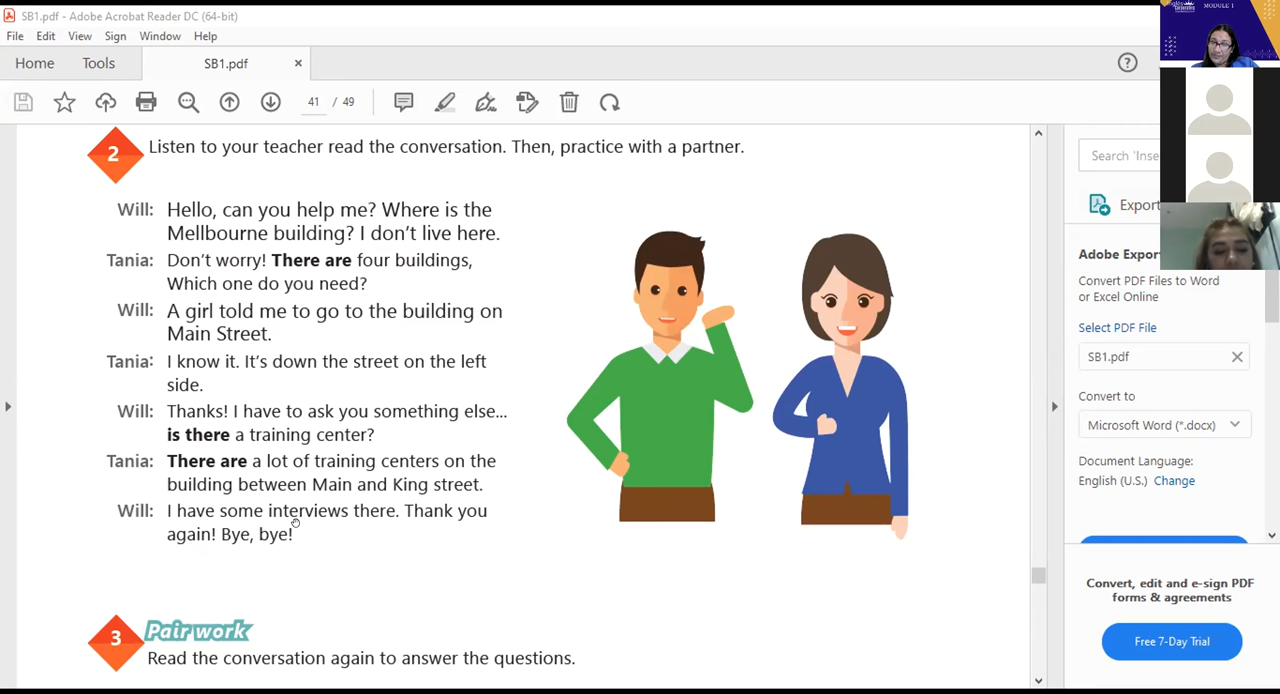 SB1.pdf - Adobe Acrobat Reader DC (64-bit)
File Edit View Sign Window Help
Home Tools SB1.pdf ×
41 / 49
MODULE 1
2 Listen to your teacher read the conversation. Then, practice with a partner.
Will: Hello, can you help me? Where is the
Mellbourne building? I don't live here.
Tania: Don't worry! There are four buildings,
Which one do you need?
Will: A girl told me to go to the building on
Main Street.
Tania: I know it. It's down the street on the left
side.
Will: Thanks! I have to ask you something else...
is there a training center?
Tania: There are a lot of training centers on the
building between Main and King street.
Will: I have some interviews there. Thank you
again! Bye, bye!
3 Pair work
Read the conversation again to answer the questions.
Search 'Inse
Export
Adobe Expor
Convert PDF Files to Word
or Excel Online
Select PDF File
SB1.pdf
Convert to
Microsoft Word (*.docx)
Document Language:
English (U.S.) Change
Convert, edit and e-sign PDF
forms & agreements
Free 7-Day Trial